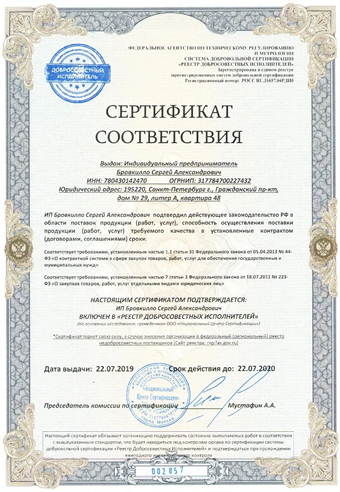 ФЕДЕРАЛЬНОЕ АГЕНТСТВО ПО ТЕХНИЧЕСКОМУ РЕГУЛИРОВАНИЮ
И МЕТРОЛОГИИ
СИСТЕМА ДОБРОВОЛЬНОЙ СЕРТИФИКАЦИИ
«РЕЕСТР ДОБРОСОВЕСТНЫХ ИСПОЛНИТЕЛЕЙ»
Зарегистрирована в едином реестре
зарегистрированных систем добровольной сертификации
Регистрационный номер: РОСС RU.31697.04РДИ0
ДОБРОСОВЕСТНЫЙ
ИСПОЛНИТЕЛЬ
СЕРТИФИКАТ
СООТВЕТСТВИЯ
Выдан: Индивидуальный предприниматель
Бровкилло Сергей Александрович
ИНН: 780430142470 ОГРНИП: 317784700227432
Юридический адрес: 195220, Санкт-Петербург г., Гражданский пр-кт,
дом № 29, литер А, квартира 48
ИП Бровкилло Сергей Александрович подтвердил действующее законодательство РФ в
области поставок продукции (работ, услуг), способность осуществления поставки
продукции (работ, услуг) требуемого качества в установленные контрактом
(договорами, соглашениями) сроки.
Соответствует требованиям, установленным частью 1.1 статьи 31 Федерального закона от 05.04.2013 № 44-
ФЗ «О контрактной системе в сфере закупок товаров, работ, услуг для обеспечения государственных и
муниципальных нужд»
Соответствует требованиям, установленным частью 7 статьи 3 Федерального закона от 18.07.2011 № 223-
ФЗ «О закупках товаров, работ, услуг отдельными видами юридических лиц»
НАСТОЯЩИМ СЕРТИФИКАТОМ ПОДТВЕРЖДАЕТСЯ:
ИП Бровкилло Сергей Александрович
ВКЛЮЧЕН В «РЕЕСТР ДОБРОСОВЕСТНЫХ ИСПОЛНИТЕЛЕЙ»
(На основании исследования, проведенного ООО «Национальный Центр Сертификации»)
*Сертификат теряет свою силу, в случае внесения организации в федеральный (региональный) реестр
недобросовестных поставщиков (Сайт реестра: rnp.fas.gov.ru)
Дата выдачи: 22.07.2019 Срок действия до: 22.07.2020
Национальный
Центр Сертификации
Председатель комиссии по сертификации Мустафин А.А.
Настоящий сертификат обязывает организацию поддерживать состояние выполняемых работ в соответствии
с вышеуказанным стандартом, что будет находиться под контролем органа по сертификации системы
добровольной сертификации «Реестр Добросовестных Исполнителей» и подтверждаться при прохождении
ежегодного инспекционного контроля
002857